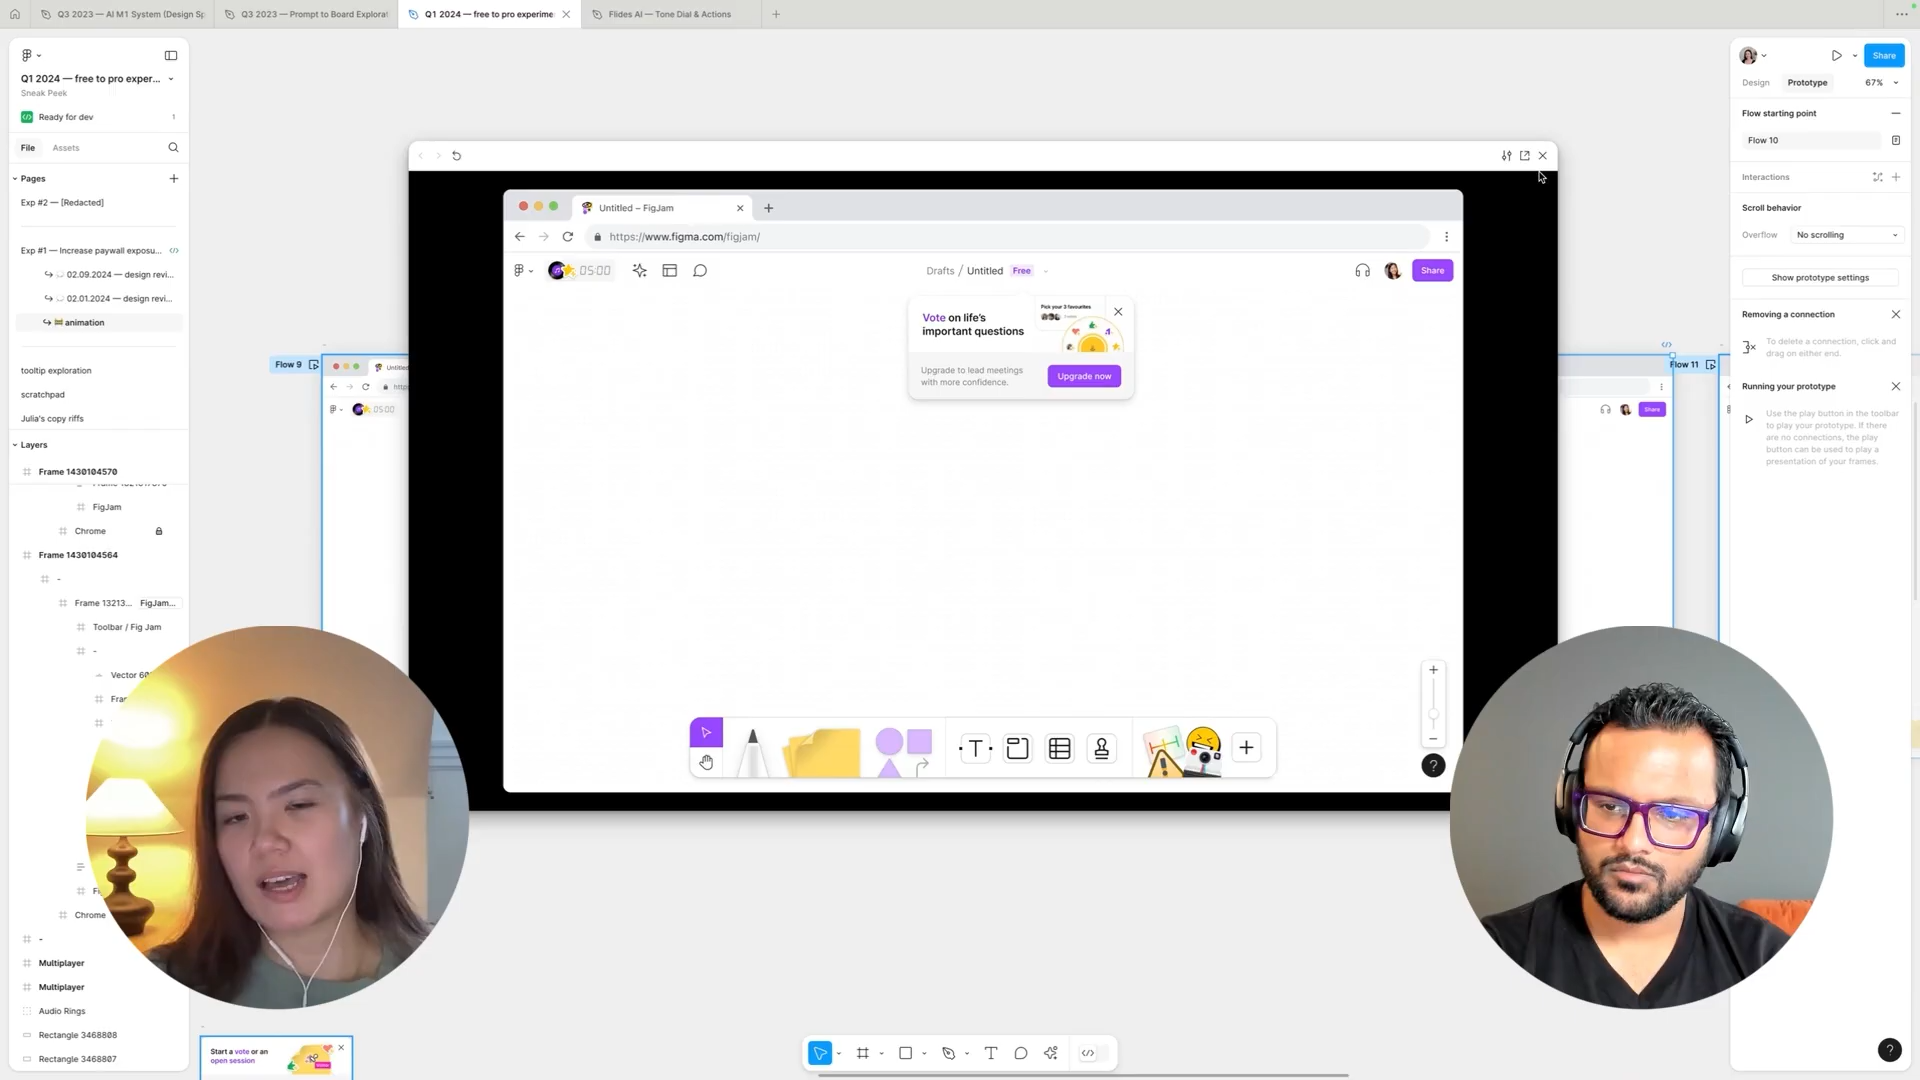 Q3 2023 — AI M1 System (Design Sp
Q3 2023 — Prompt to Board Explorat
Q1 2024 — free to pro experime
Flides AI — Tone Dial & Actions
Q1 2024 — free to pro exper...
Sneak Peek
Ready for dev
1
File
Assets
Pages
Exp #2 — [Redacted]
Exp #1 — Increase paywall exposu...
02.09.2024 — design revi...
02.01.2024 — design revi...
animation
tooltip exploration
scratchpad
Julia's copy riffs
Layers
Frame 1430104570
FigJam
Chrome
Frame 1430104564
-
Frame 13213...
FigJam...
Toolbar / Fig Jam
-
Vector
Chrome
-
Multiplayer
Multiplayer
Audio Rings
Rectangle 3468808
Rectangle 3468807
Flow 9
Untitled
05:00
Untitled – FigJam
https://www.figma.com/figjam/
05:00
Drafts / Untitled
Free
Share
Vote on life's
important questions
Pick your 3 favourites
Upgrade to lead meetings
with more confidence.
Upgrade now
T
?
Flow 11
Share
Start a vote or an
open session
Share
Design
Prototype
67%
Flow starting point
Flow 10
Interactions
Scroll behavior
Overflow
No scrolling
Show prototype settings
Removing a connection
To delete a connection, click and
drag on either end.
Running your prototype
Use the play button in the toolbar
to play your prototype. If there
are no connections, the play
button can be used to play a
presentation of your frames.
?